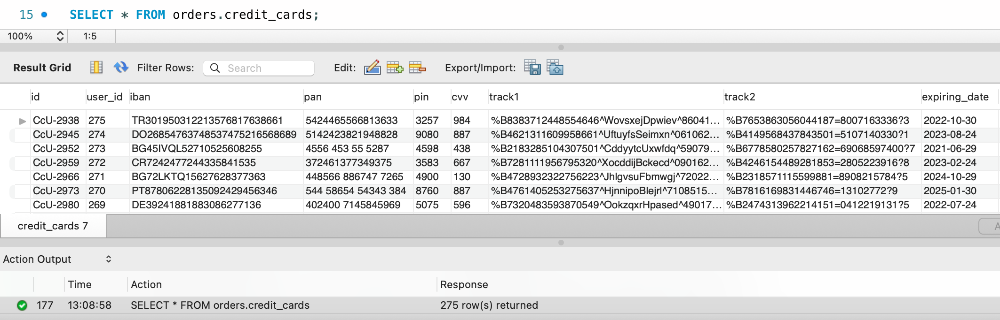 15 SELECT * FROM orders.credit_cards;
100% 1:5
Result Grid Filter Rows: Search Edit: Export/Import:
id user_id iban pan pin cvv track1 track2 expiring_date
CcU-2938 275 TR301950312213576817638661 5424465566813633 3257 984 %B8383712448554646^WovsxejDpwiev^86041... %B7653863056044187=8007163336?3 2022-10-30
CcU-2945 274 DO26854763748537475216568689 5142423821948828 9080 887 %B4621311609958661^UftuyfsSeimxn^061062... %B4149568437843501=5107140330?1 2023-08-24
CcU-2952 273 BG45IVQL52710525608255 4556 453 55 5287 4598 438 %B2183285104307501^CddyytcUxwfdq^59079... %B6778580257827162=69068597400?7 2021-06-29
CcU-2959 272 CR7242477244335841535 372461377349375 3583 667 %B7281111956795320^XocddijBckecd^090162... %B4246154489281853=2805223916?8 2023-02-24
CcU-2966 271 BG72LKTQ15627628377363 448566 886747 7265 4900 130 %B4728932322756223^JhlgvsuFbmwgj^72022... %B2318571115599881=8908215784?5 2024-10-29
CcU-2973 270 PT87806228135092429456346 544 58654 54343 384 8760 887 %B4761405253275637^HjnnipoBlejrl^7108515... %B7816169831446746=13102772?9 2025-01-30
CcU-2980 269 DE39241881883086277136 402400 7145845969 5075 596 %B7320483593870549^OokzqxrHpased^49017... %B2474313962214151=0412219131?5 2022-07-24
credit_cards 7 A
Action Output
Time Action Response
177 13:08:58 SELECT * FROM orders.credit_cards 275 row(s) returned